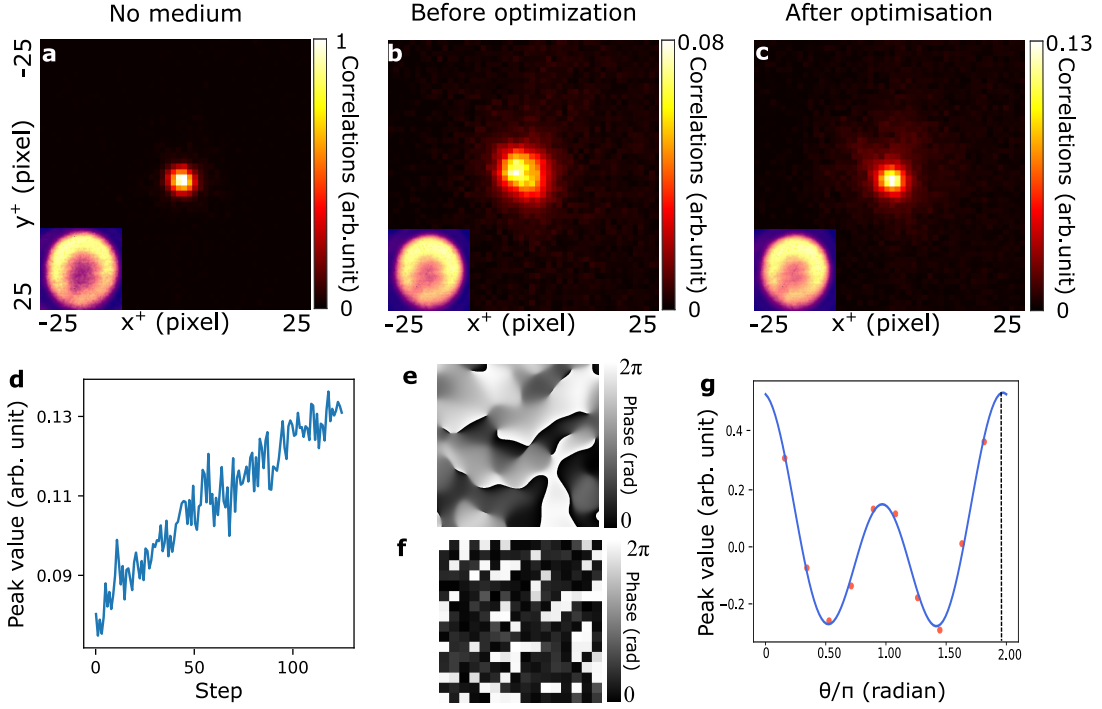 No medium
Before optimization
After optimisation
a
b
c
1
0
Correlations (arb.unit)
0.08
0
Correlations (arb.unit)
0.13
0
Correlations (arb.unit)
-25
y⁺ (pixel)
25
-25
x⁺ (pixel)
25
-25
x⁺ (pixel)
25
-25
x⁺ (pixel)
25
d
Peak value (arb. unit)
0.13
0.11
0.09
0
50
100
Step
e
2π
Phase (rad)
0
f
2π
Phase (rad)
0
g
Peak value (arb. unit)
0.4
0.2
0.0
-0.2
0
0.50
1.00
1.50
2.00
θ/π (radian)